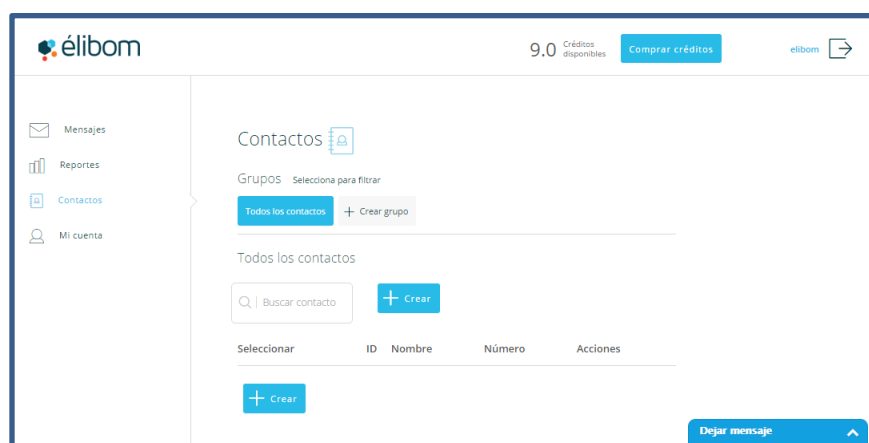 élibom
9.0 Créditos disponibles
Comprar créditos
elibom
Mensajes
Reportes
Contactos
Mi cuenta
Contactos
Grupos Selecciona para filtrar
Todos los contactos + Crear grupo
Todos los contactos
Buscar contacto + Crear
Seleccionar ID Nombre Número Acciones
+ Crear
Dejar mensaje